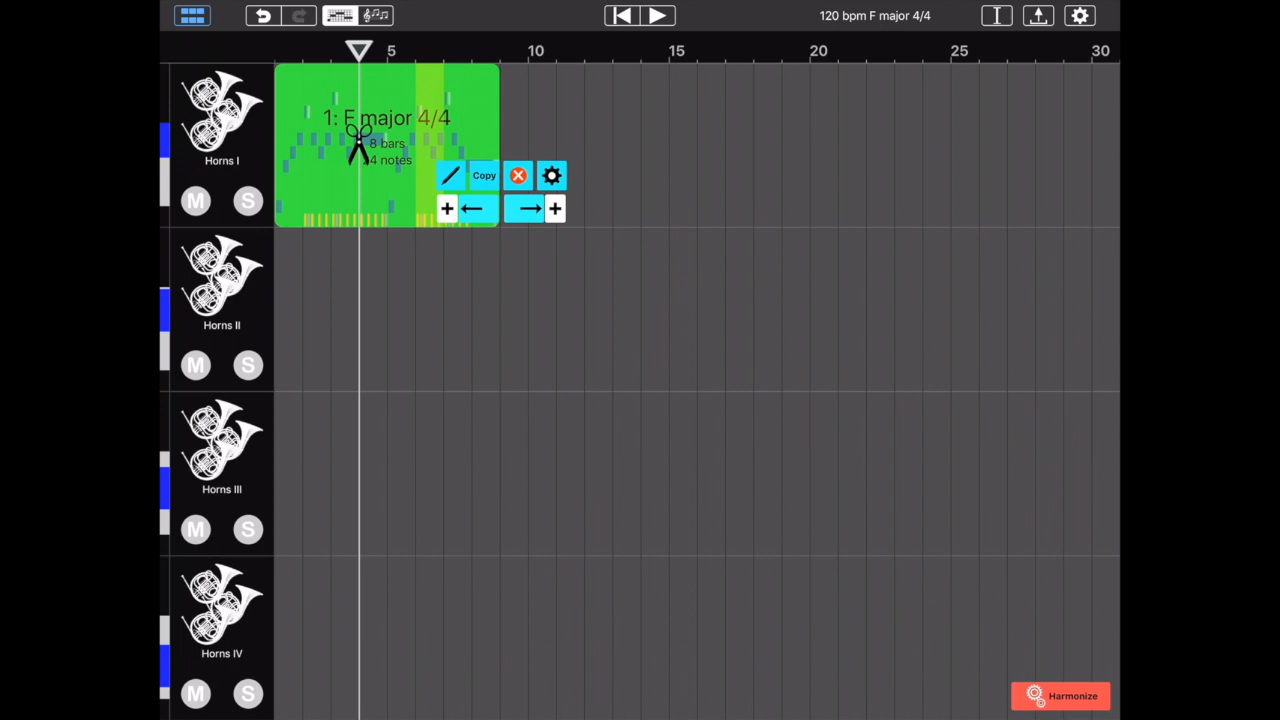 120 bpm F major 4/4
5 10 15 20 25 30
1: F major 4/4
8 bars
4 notes
Copy
Horns I
M S
Horns II
M S
Horns III
M S
Horns IV
M S
Harmonize